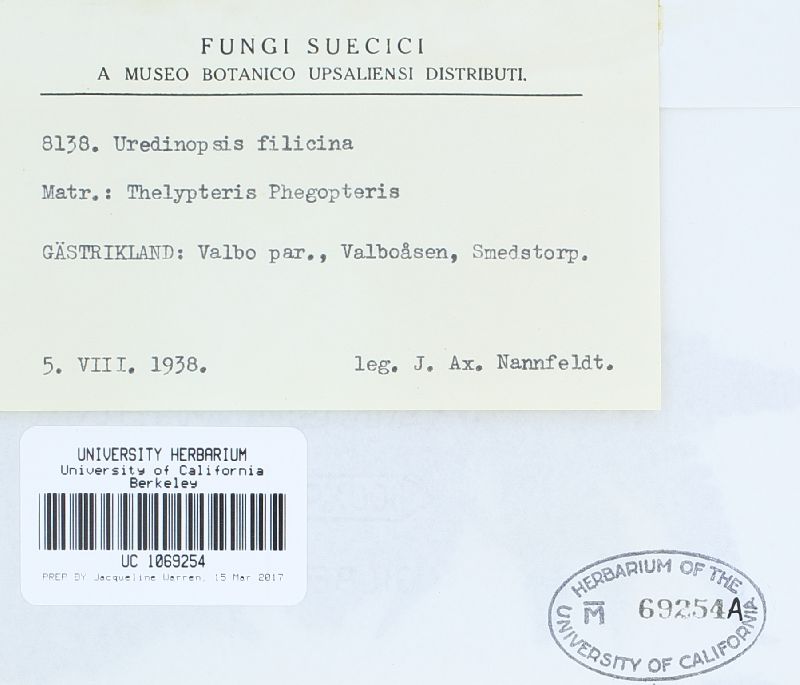 FUNGI SUECICI
A MUSEO BOTANICO UPSALIENSI DISTRIBUTI.
8138. Uredinopsis filicina
Matr.: Thelypteris Phegopteris
GÄSTRIKLAND: Valbo par., Valboåsen, Smedstorp.
5. VIII. 1938. leg. J. Ax. Nannfeldt.
UNIVERSITY HERBARIUM
University of California
Berkeley
UC 1069254
PREP BY Jacqueline Warren, 15 Mar 2017
HERBARIUM OF THE
M 69254A
UNIVERSITY OF CALIFORNIA